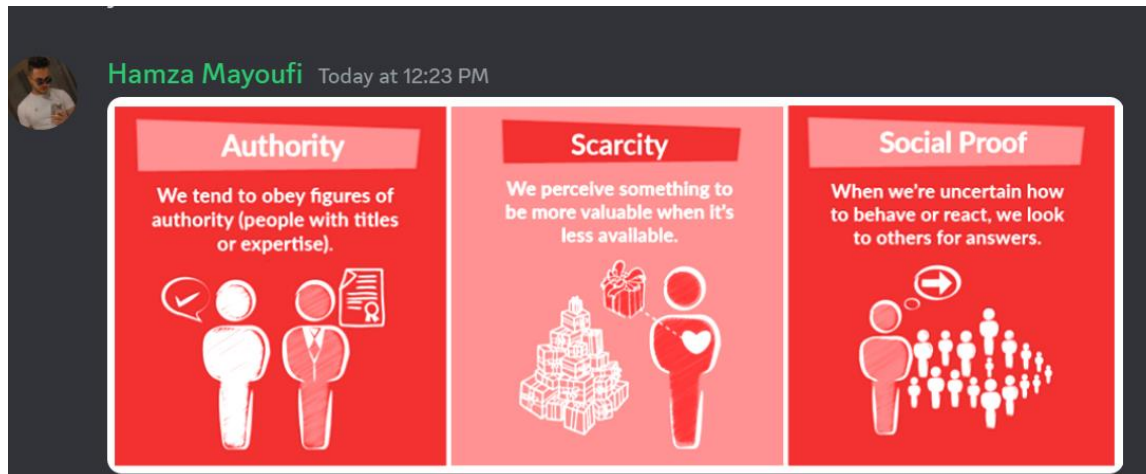 Hamza Mayoufi Today at 12:23 PM
Authority
We tend to obey figures of
authority (people with titles
or expertise).
Scarcity
We perceive something to
be more valuable when it's
less available.
Social Proof
When we're uncertain how
to behave or react, we look
to others for answers.